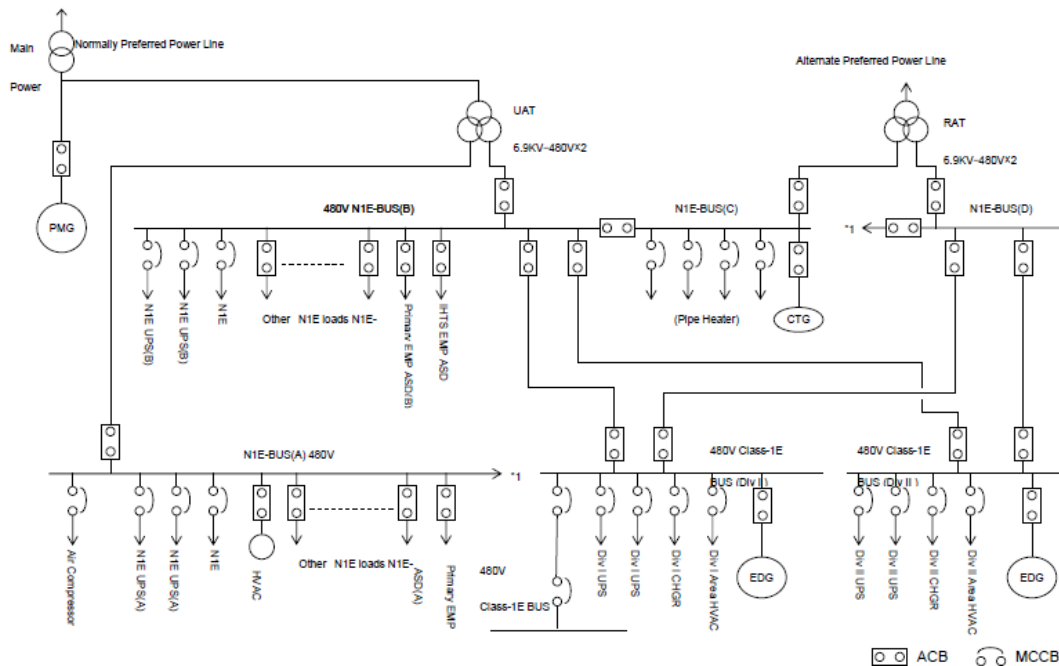 Main
Normally Preferred Power Line
Power
Alternate Preferred Power Line
UAT
RAT
6.9KV-480VX2
6.9KV-480VX2
480V N1E-BUS(B)
N1E-BUS(C)
N1E-BUS(D)
PMG
*1
N1E UPS(B)
N1E UPS(B)
N1E
Other N1E loads N1E-
Primary EMP ASD(B)
IHTS EMP ASD
(Pipe Heater)
CTG
N1E-BUS(A) 480V
*1
480V Class-1E
BUS (Div I)
480V Class-1E
BUS (Div II)
Air Compressor
N1E UPS(A)
N1E UPS(A)
N1E
HVAC
Other N1E loads N1E-
ASD(A)
Primary EMP
480V
Class-1E BUS
Div I UPS
Div I UPS
Div I CHGR
Div I Area HVAC
EDG
Div II UPS
Div II UPS
Div II CHGR
Div II Area HVAC
EDG
ACB
MCCB